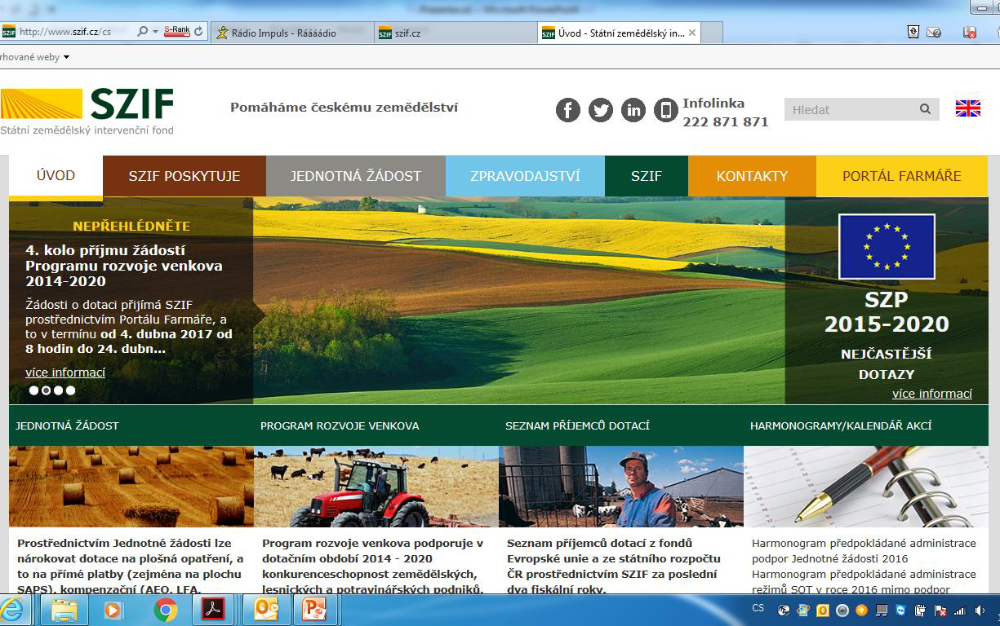 http://www.szif.cz/cs
S-Rank
Rádio Impuls - Ráááádio
szif.cz
Úvod - Státní zemědělský in...
rhované weby
SZIF
Státní zemědělský intervenční fond
Pomáháme českému zemědělství
Infolinka
222 871 871
Hledat
ÚVOD
SZIF POSKYTUJE
JEDNOTNÁ ŽÁDOST
ZPRAVODAJSTVÍ
SZIF
KONTAKTY
PORTÁL FARMÁŘE
NEPŘEHLÉDNĚTE
4. kolo příjmu žádostí
Programu rozvoje venkova
2014-2020
Žádosti o dotaci přijímá SZIF
prostřednictvím Portálu Farmáře, a
to v termínu od 4. dubna 2017 od
8 hodin do 24. dubn...
více informací
SZP
2015-2020
NEJČASTĚJŠÍ
DOTAZY
více informací
JEDNOTNÁ ŽÁDOST
PROGRAM ROZVOJE VENKOVA
SEZNAM PŘÍJEMCŮ DOTACÍ
HARMONOGRAMY/KALENDÁŘ AKCÍ
Prostřednictvím Jednotné žádosti lze
nárokovat dotace na plošná opatření, a
to na přímé platby (zejména na plochu
SAPS), kompenzační (AEO, LFA,
Program rozvoje venkova podporuje v
dotačním období 2014 - 2020
konkurenceschopnost zemědělských,
lesnických a potravinářských podniků,
Seznam příjemců dotací z fondů
Evropské unie a ze státního rozpočtu
ČR prostřednictvím SZIF za poslední
dva fiskální roky.
Harmonogram předpokládané administrace
podpor Jednotné žádosti 2016
Harmonogram předpokládané administrace
režimů SOT v roce 2016 mimo podpor
CS